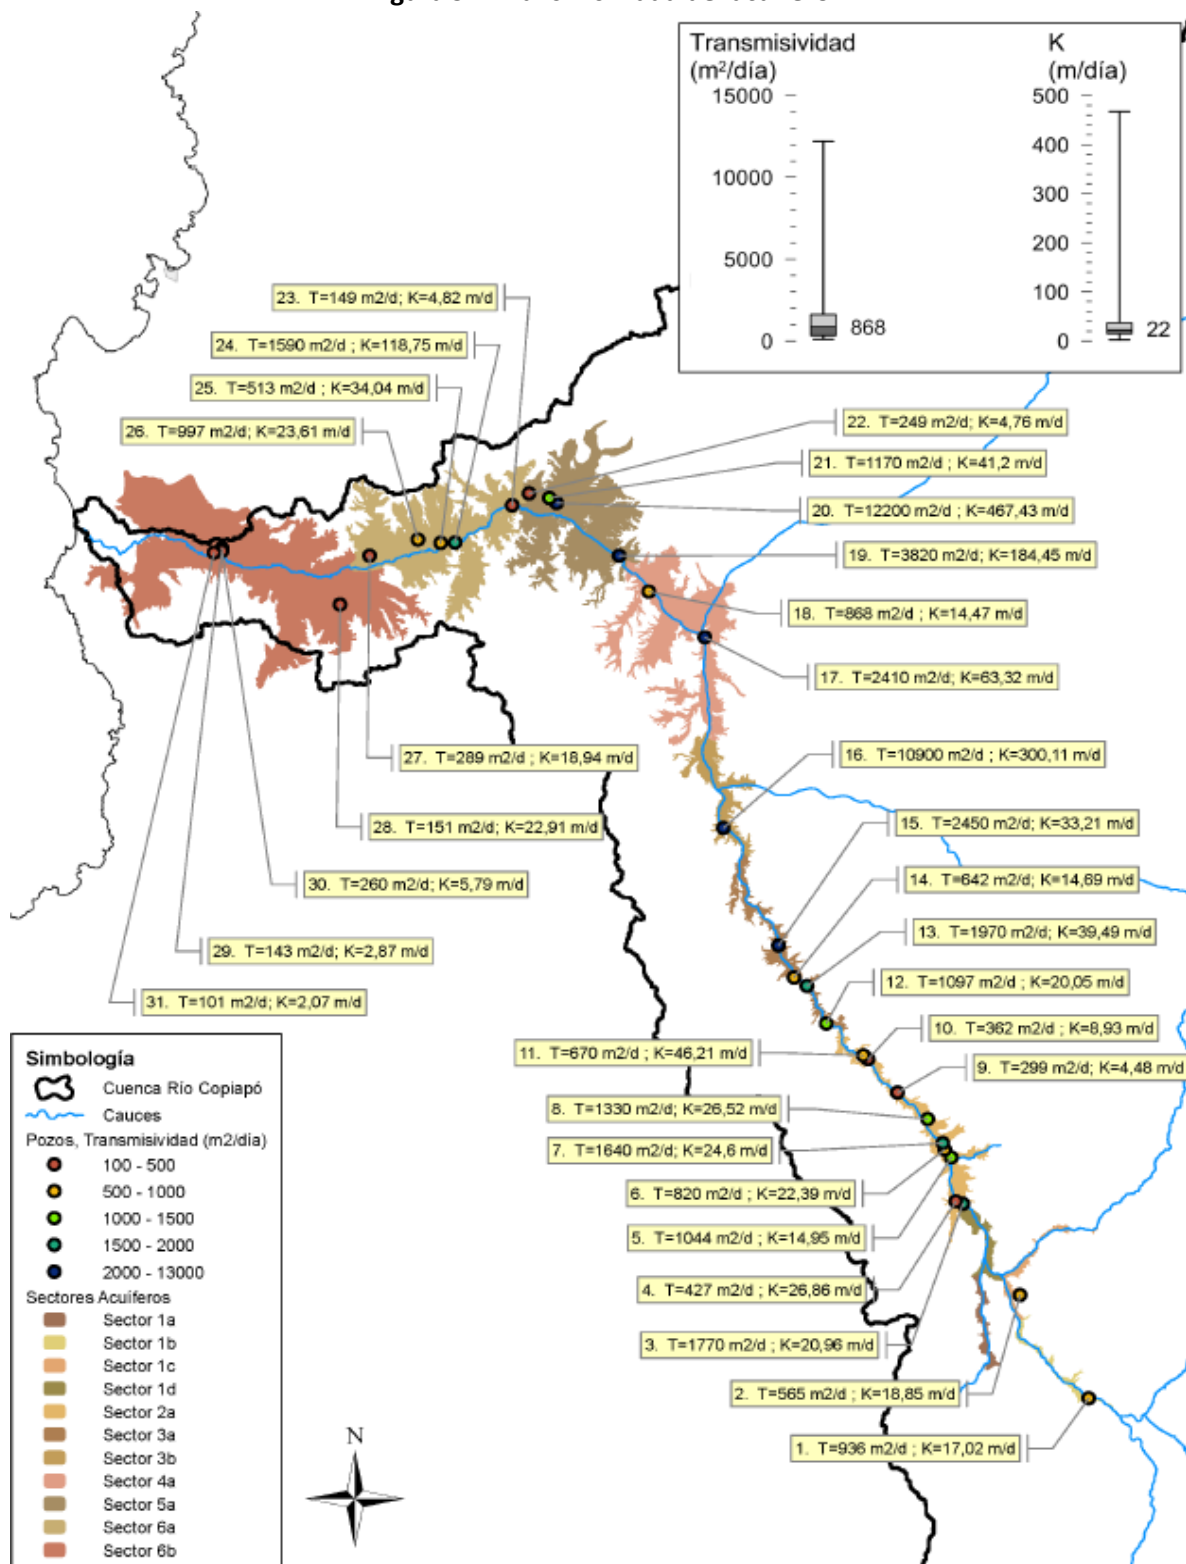 Transmisividad
(m²/día)
15000
10000
5000
0
868
K
(m/día)
500
400
300
200
100
0
22
23. T=149 m2/d; K=4,82 m/d
24. T=1590 m2/d ; K=118,75 m/d
25. T=513 m2/d ; K=34,04 m/d
26. T=997 m2/d; K=23,61 m/d
22. T=249 m2/d; K=4,76 m/d
21. T=1170 m2/d ; K=41,2 m/d
20. T=12200 m2/d ; K=467,43 m/d
19. T=3820 m2/d; K=184,45 m/d
18. T=868 m2/d ; K=14,47 m/d
17. T=2410 m2/d; K=63,32 m/d
27. T=289 m2/d ; K=18,94 m/d
16. T=10900 m2/d ; K=300,11 m/d
28. T=151 m2/d; K=22,91 m/d
15. T=2450 m2/d; K=33,21 m/d
30. T=260 m2/d; K=5,79 m/d
14. T=642 m2/d ; K=14,69 m/d
29. T=143 m2/d; K=2,87 m/d
13. T=1970 m2/d; K=39,49 m/d
31. T=101 m2/d; K=2,07 m/d
12. T=1097 m2/d ; K=20,05 m/d
10. T=362 m2/d ; K=8,93 m/d
11. T=670 m2/d ; K=46,21 m/d
9. T=299 m2/d; K=4,48 m/d
8. T=1330 m2/d; K=26,52 m/d
7. T=1640 m2/d; K=24,6 m/d
6. T=820 m2/d ; K=22,39 m/d
5. T=1044 m2/d ; K=14,95 m/d
4. T=427 m2/d ; K=26,86 m/d
3. T=1770 m2/d ; K=20,96 m/d
2. T=565 m2/d ; K=18,85 m/d
1. T=936 m2/d ; K=17,02 m/d
Simbología
Cuenca Río Copiapó
Cauces
Pozos, Transmisividad (m2/día)
100 - 500
500 - 1000
1000 - 1500
1500 - 2000
2000 - 13000
Sectores Acuíferos
Sector 1a
Sector 1b
Sector 1c
Sector 1d
Sector 2a
Sector 3a
Sector 3b
Sector 4a
Sector 5a
Sector 6a
Sector 6b
N